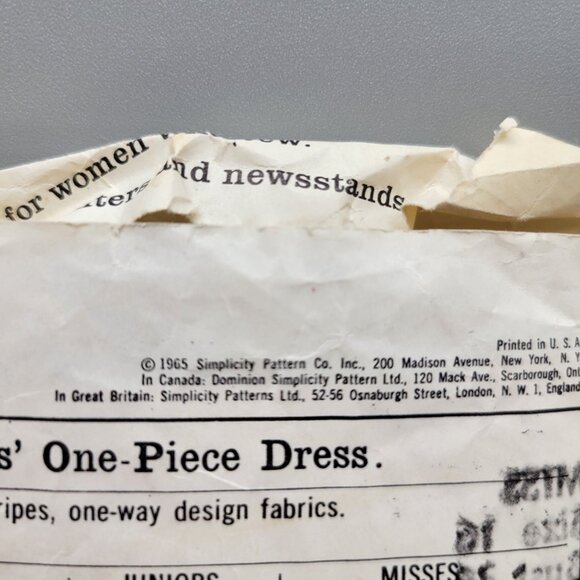 for women
nd newsstands
Printed in U. S. A
© 1965 Simplicity Pattern Co. Inc., 200 Madison Avenue, New York, N. Y
In Canada: Dominion Simplicity Pattern Ltd., 120 Mack Ave., Scarborough, Ont
In Great Britain: Simplicity Patterns Ltd., 52-56 Osnaburgh Street, London, N. W. 1, England
s' One-Piece Dress.
ripes, one-way design fabrics.
JUNIORS MISSES